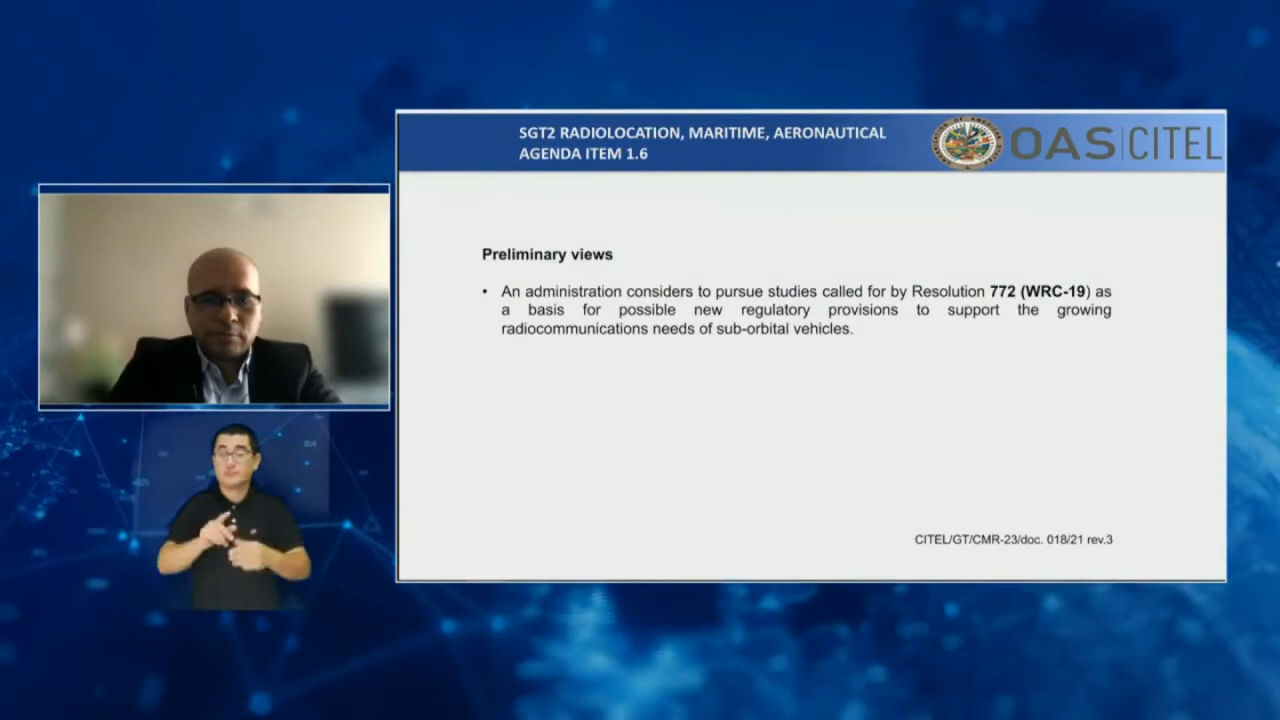 SGT2 RADIOLOCATION, MARITIME, AERONAUTICAL
AGENDA ITEM 1.6
OAS|CITEL
Preliminary views
• An administration considers to pursue studies called for by Resolution 772 (WRC-19) as
a basis for possible new regulatory provisions to support the growing
radiocommunications needs of sub-orbital vehicles.
CITEL/GT/CMR-23/doc. 018/21 rev.3